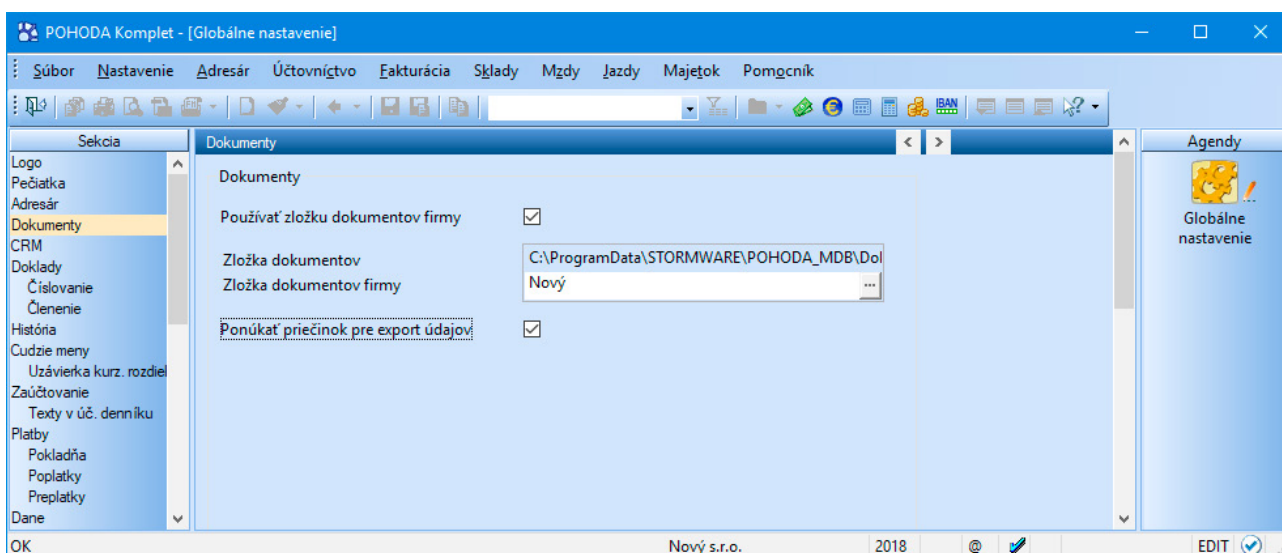 POHODA Komplet - [Globálne nastavenie]
Súbor Nastavenie Adresár Účtovníctvo Fakturácia Sklady Mzdy Jazdy Majetok Pomocník
IBAN
Sekcia
Logo
Pečiatka
Adresár
Dokumenty
CRM
Doklady
Číslovanie
Členenie
História
Cudzie meny
Uzávierka kurz. rozdiel
Zaúčtovanie
Texty v úč. denníku
Platby
Pokladňa
Poplatky
Preplatky
Dane
Dokumenty
Dokumenty
Používať zložku dokumentov firmy
Zložka dokumentov C:\ProgramData\STORMWARE\POHODA_MDB\Dol
Zložka dokumentov firmy Nový ...
Ponúkať priečinok pre export údajov
Agendy
Globálne
nastavenie
OK Nový s.r.o. 2018 @ EDIT